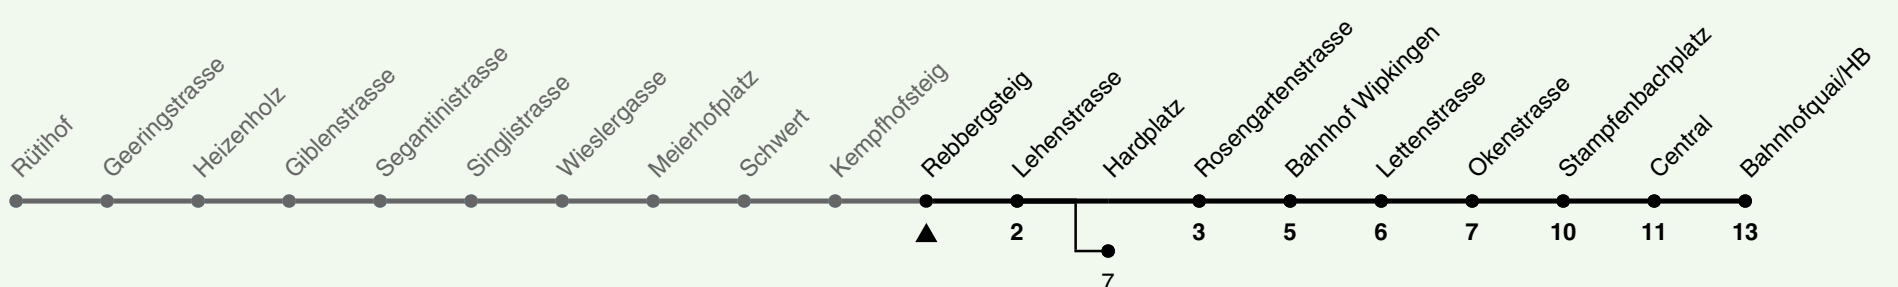 Rütihof
Geeringstrasse
Heizenholz
Giblenstrasse
Segantinistrasse
Singlistrasse
Wieslergasse
Meierhofplatz
Schwert
Kempfhofsteig
Rebbergsteig
Lehenstrasse
Hardplatz
Rosengartenstrasse
Bahnhof Wipkingen
Lettenstrasse
Okenstrasse
Stampfenbachplatz
Central
Bahnhofquai/HB
2 3 5 6 7 10 11 13
7